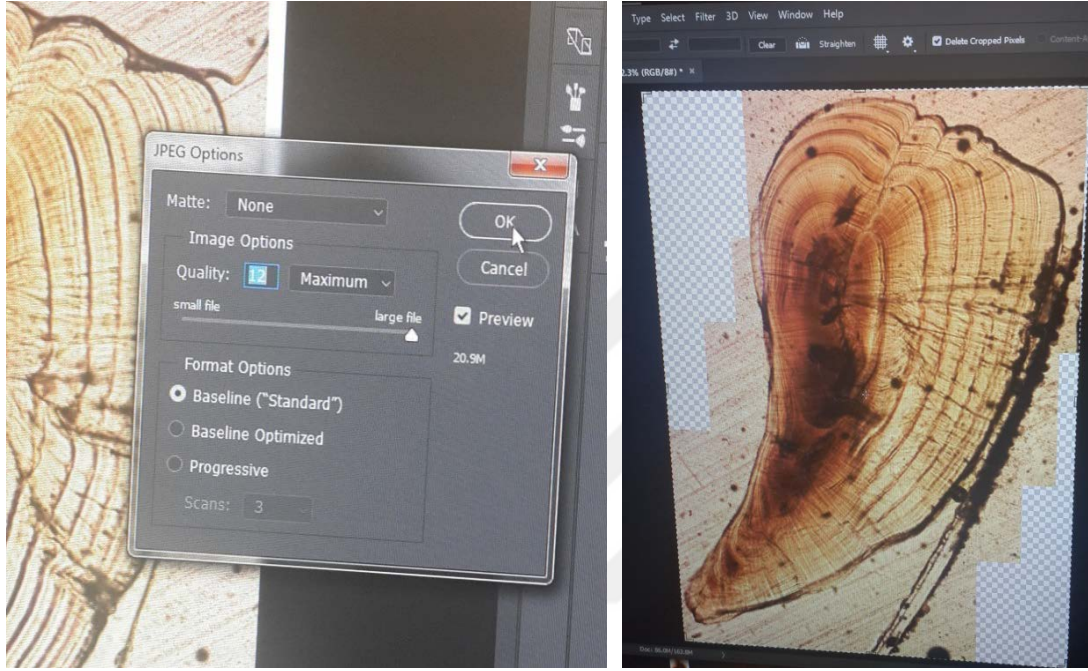 JPEG Options
Matte: None
OK
Image Options
Cancel
Quality: 12 Maximum
small file
large file
Preview
20.9M
Format Options
Baseline ("Standard")
Baseline Optimized
Progressive
Scans: 3
Type Select Filter 3D View Window Help
Clear Straighten Delete Cropped Pixels
2.3% (RGB/8#) * ×